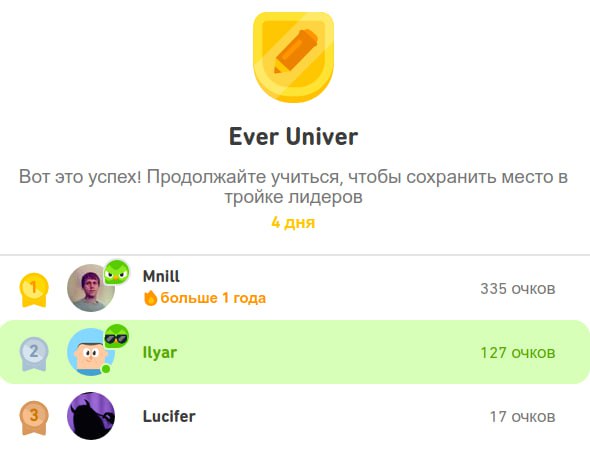 Ever Univer
Вот это успех! Продолжайте учиться, чтобы сохранить место в
тройке лидеров
4 дня
1
Mnill
больше 1 года
335 очков
2
Ilyar
127 очков
3
Lucifer
17 очков